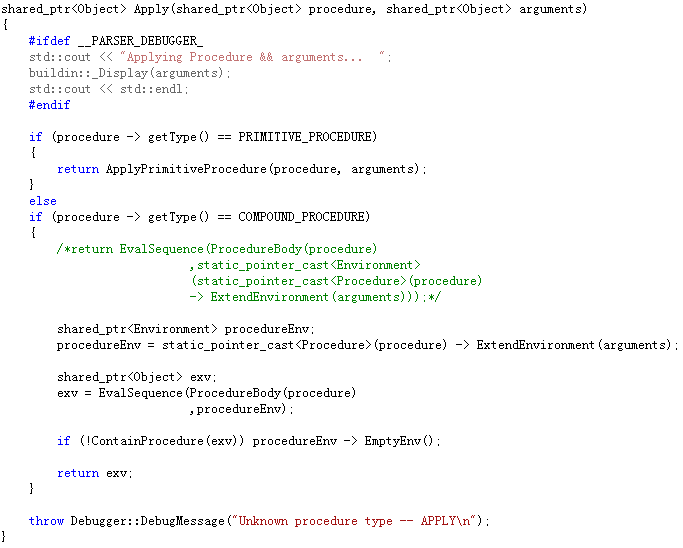 shared_ptr<Object> Apply(shared_ptr<Object> procedure, shared_ptr<Object> arguments)
{
    #ifdef __PARSER_DEBUGGER_
    std::cout << "Applying Procedure && arguments...  ";
    buildin::_Display(arguments);
    std::cout << std::endl;
    #endif

    if (procedure -> getType() == PRIMITIVE_PROCEDURE)
    {
        return ApplyPrimitiveProcedure(procedure, arguments);
    }
    else
    if (procedure -> getType() == COMPOUND_PROCEDURE)
    {
        /*return EvalSequence(ProcedureBody(procedure)
                           ,static_pointer_cast<Environment>
                           (static_pointer_cast<Procedure>(procedure)
                           -> ExtendEnvironment(arguments)));*/

        shared_ptr<Environment> procedureEnv;
        procedureEnv = static_pointer_cast<Procedure>(procedure) -> ExtendEnvironment(arguments);

        shared_ptr<Object> exv;
        exv = EvalSequence(ProcedureBody(procedure)
                           ,procedureEnv);

        if (!ContainProcedure(exv)) procedureEnv -> EmptyEnv();

        return exv;
    }

    throw Debugger::DebugMessage("Unknown procedure type -- APPLY\n");
}